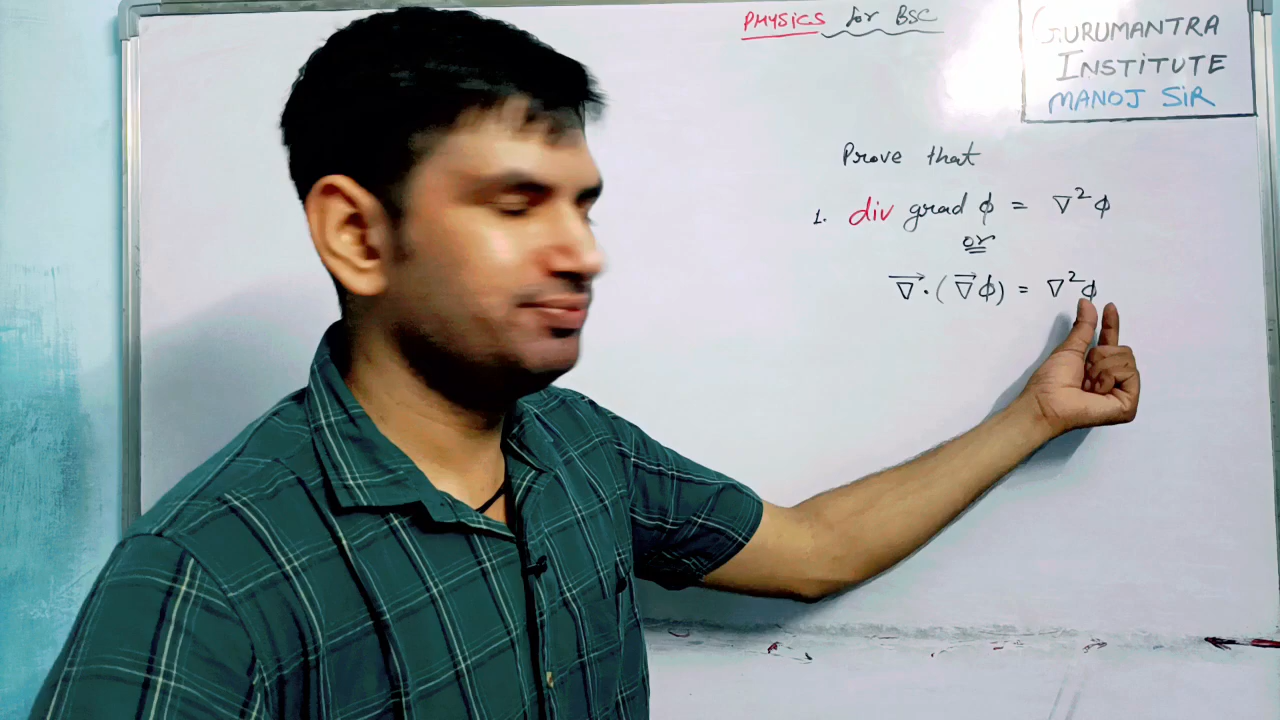 PHYSICS for BSC
GURUMANTRA
INSTITUTE
MANOJ SIR
Prove that
1. div grad ϕ = ∇²ϕ
or
∇⃗·(∇⃗ϕ) = ∇²ϕ